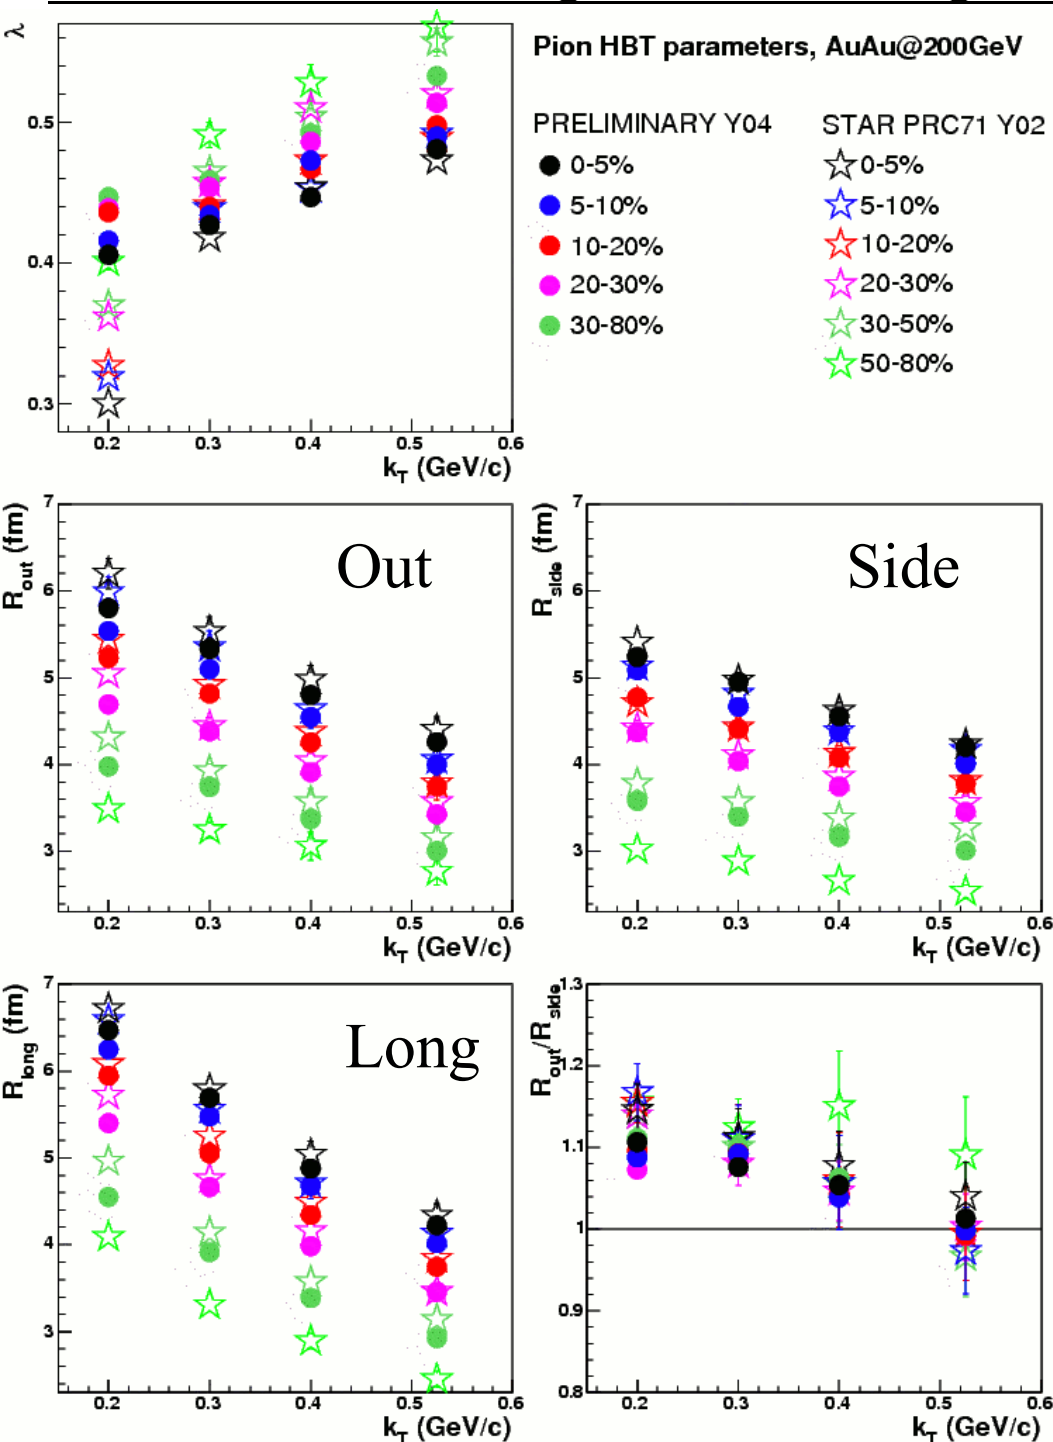 λ
0.5
0.4
0.3
0.2 0.3 0.4 0.5 0.6
kT (GeV/c)
Pion HBT parameters, AuAu@200GeV
PRELIMINARY Y04
0-5%
5-10%
10-20%
20-30%
30-80%
STAR PRC71 Y02
0-5%
5-10%
10-20%
20-30%
30-50%
50-80%
Rout (fm)
7
6
5
4
3
Out
0.2 0.3 0.4 0.5 0.6
kT (GeV/c)
Rside (fm)
7
6
5
4
3
Side
0.2 0.3 0.4 0.5 0.6
kT (GeV/c)
Rlong (fm)
7
6
5
4
3
Long
0.2 0.3 0.4 0.5 0.6
kT (GeV/c)
Rout/Rside
1.3
1.2
1.1
1
0.9
0.8
0.2 0.3 0.4 0.5 0.6
kT (GeV/c)